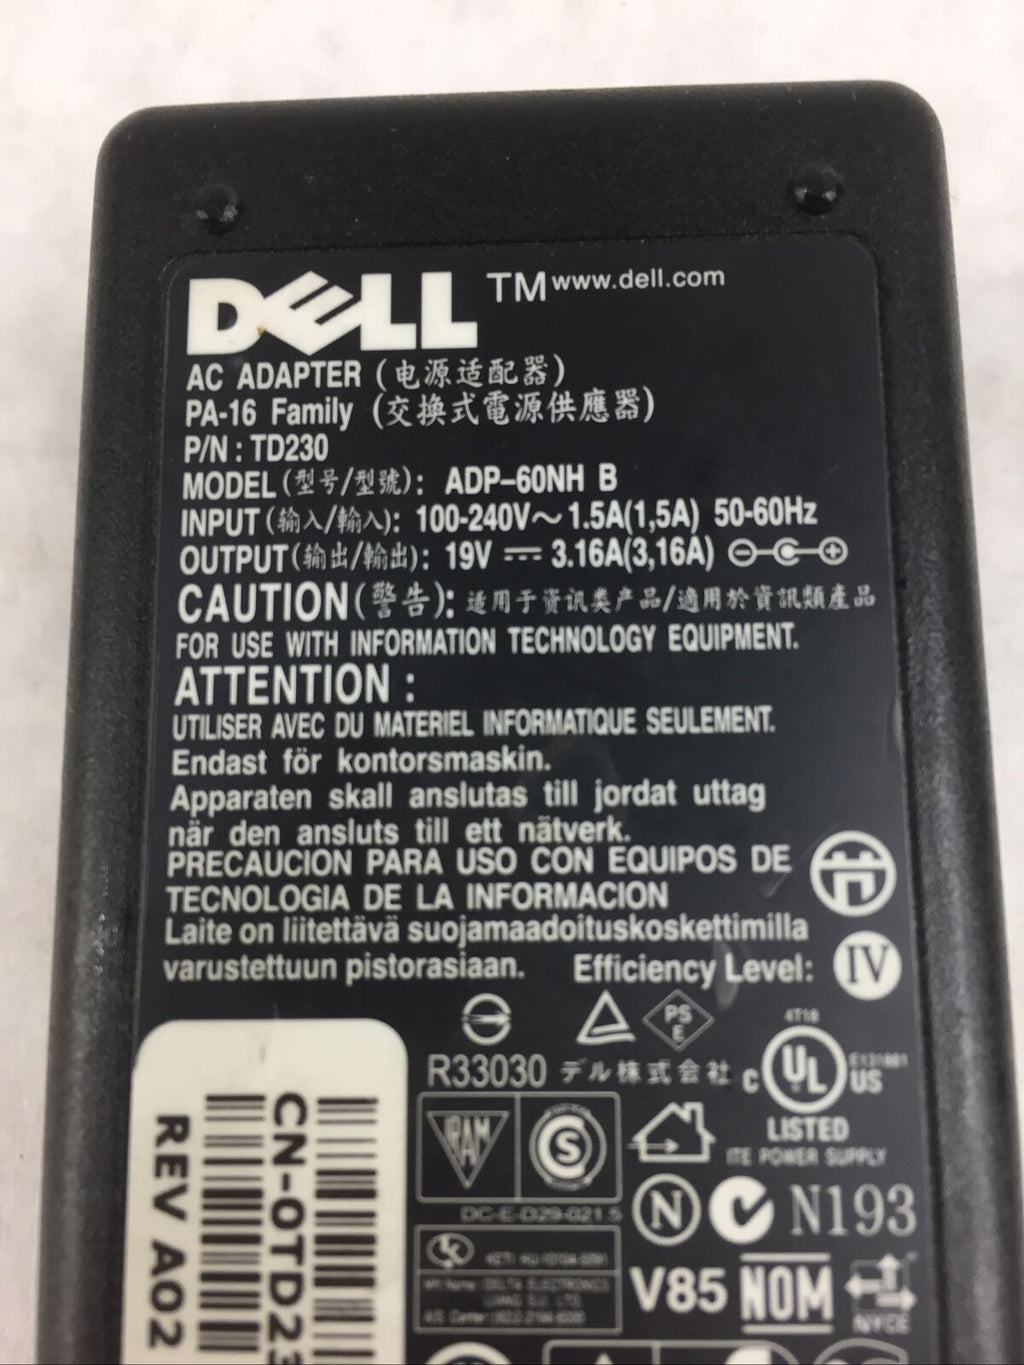 DELL TM www.dell.com
AC ADAPTER (电源适配器)
PA-16 Family (交換式電源供應器)
P/N : TD230
MODEL (型号/型號): ADP-60NH B
INPUT (输入/輸入): 100-240V～ 1.5A(1,5A) 50-60Hz
OUTPUT (输出/輸出): 19V ⎓ 3.16A(3,16A)
CAUTION (警告): 适用于资讯类产品/適用於資訊類產品
FOR USE WITH INFORMATION TECHNOLOGY EQUIPMENT.
ATTENTION :
UTILISER AVEC DU MATERIEL INFORMATIQUE SEULEMENT.
Endast för kontorsmaskin.
Apparaten skall anslutas till jordat uttag
när den ansluts till ett nätverk.
PRECAUCION PARA USO CON EQUIPOS DE
TECNOLOGIA DE LA INFORMACION
Laite on liitettävä suojamaadoituskoskettimilla
varustettuun pistorasiaan. Efficiency Level: IV
PS
E
4T18
R33030 デル株式会社
C UL US E131881
LISTED
ITE POWER SUPPLY
IRAM S
DC-E-D29-021.5
N N193
V85 NOM
NYCE
CN-0TD23
REV A02